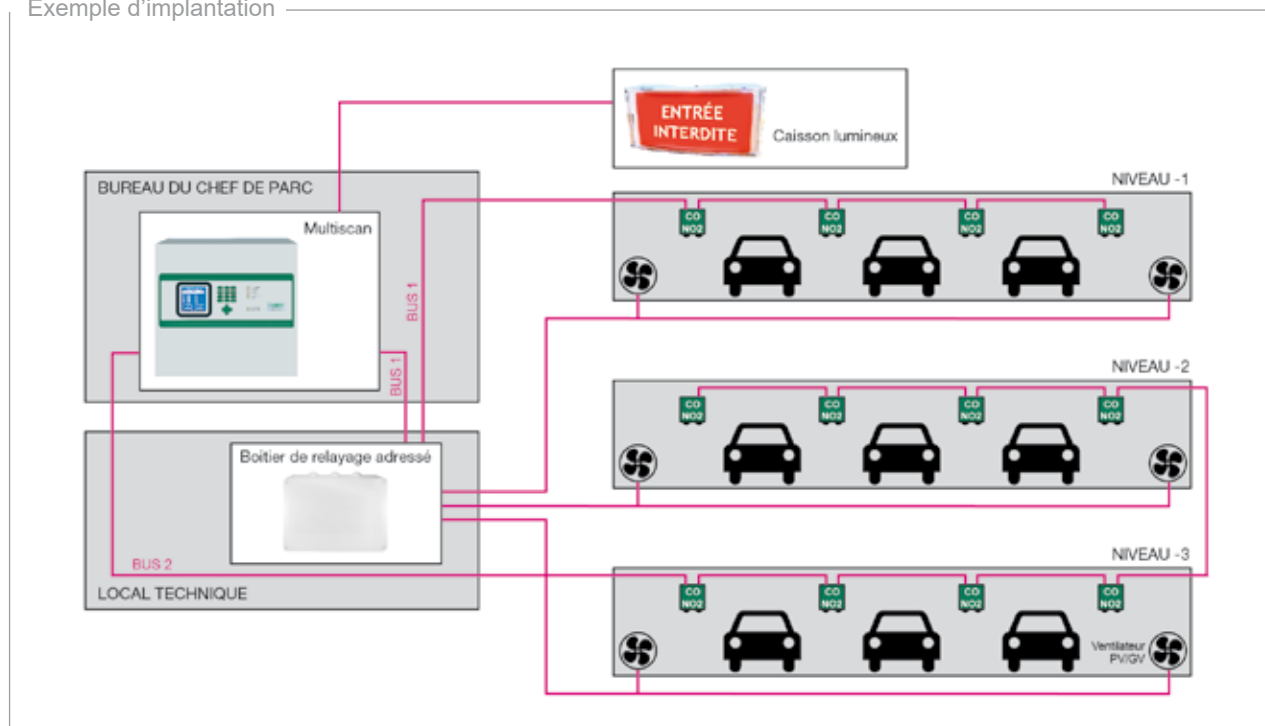 Exemple d'implantation
ENTRÉE
INTERDITE
Caisson lumineux
BUREAU DU CHEF DE PARC
Multiscan
BUS 1
BUS 1
NIVEAU -1
CO
NO2
CO
NO2
CO
NO2
CO
NO2
NIVEAU -2
CO
NO2
CO
NO2
CO
NO2
CO
NO2
Boitier de relayage adressé
BUS 2
LOCAL TECHNIQUE
NIVEAU -3
CO
NO2
CO
NO2
CO
NO2
CO
NO2
Ventilateur
PV/GV